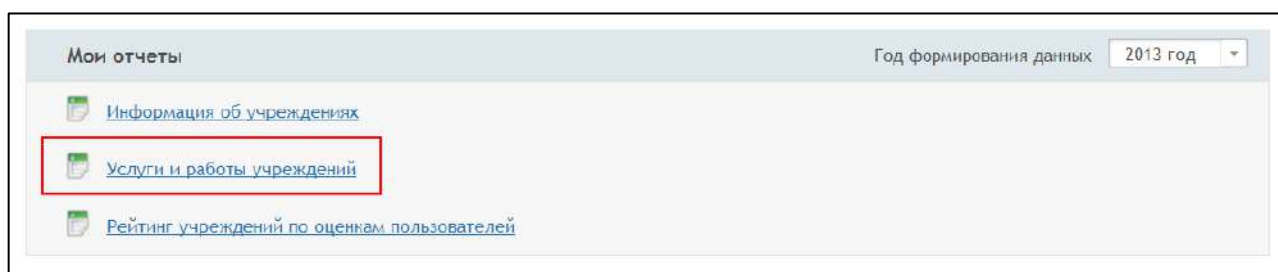 Мои отчеты Год формирования данных 2013 год
Информация об учреждениях
Услуги и работы учреждений
Рейтинг учреждений по оценкам пользователей